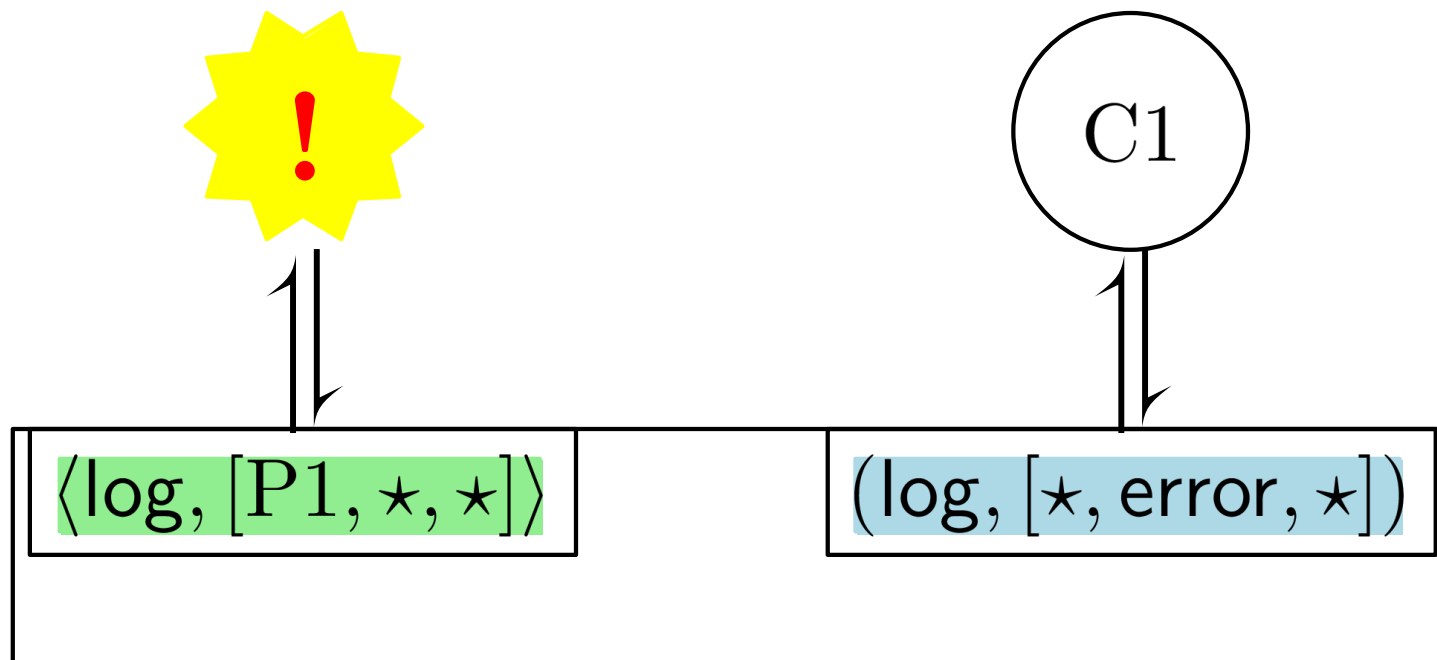 !
C1
⟨log, [P1, ⋆, ⋆]⟩
(log, [⋆, error, ⋆])